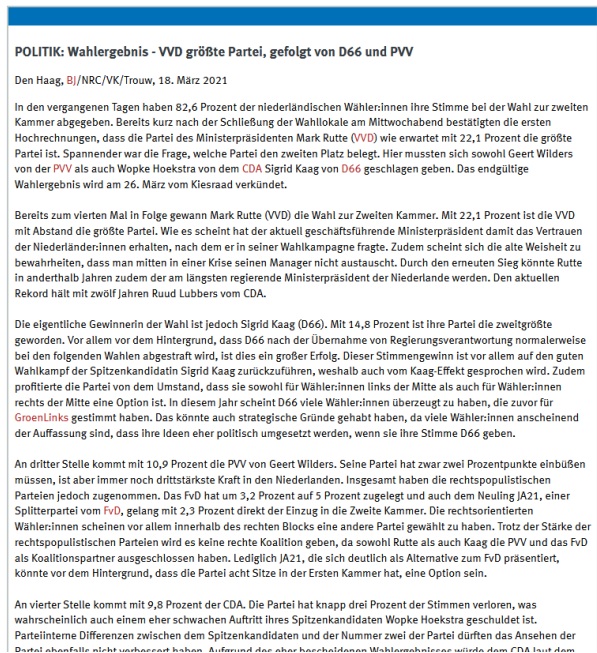 POLITIK: Wahlergebnis - VVD größte Partei, gefolgt von D66 und PVV
Den Haag, BJ/NRC/VK/Trouw, 18. März 2021
In den vergangenen Tagen haben 82,6 Prozent der niederländischen Wähler:innen ihre Stimme bei der Wahl zur zweiten
Kammer abgegeben. Bereits kurz nach der Schließung der Wahllokale am Mittwochabend bestätigten die ersten
Hochrechnungen, dass die Partei des Ministerpräsidenten Mark Rutte (VVD) wie erwartet mit 22,1 Prozent die größte
Partei ist. Spannender war die Frage, welche Partei den zweiten Platz belegt. Hier mussten sich sowohl Geert Wilders
von der PVV als auch Wopke Hoekstra von dem CDA Sigrid Kaag von D66 geschlagen geben. Das endgültige
Wahlergebnis wird am 26. März vom Kiesraad verkündet.
Bereits zum vierten Mal in Folge gewann Mark Rutte (VVD) die Wahl zur Zweiten Kammer. Mit 22,1 Prozent ist die VVD
mit Abstand die größte Partei. Wie es scheint hat der aktuell geschäftsführende Ministerpräsident damit das Vertrauen
der Niederländer:innen erhalten, nach dem er in seiner Wahlkampagne fragte. Zudem scheint sich die alte Weisheit zu
bewahrheiten, dass man mitten in einer Krise seinen Manager nicht austauscht. Durch den erneuten Sieg könnte Rutte
in anderthalb Jahren zudem der am längsten regierende Ministerpräsident der Niederlande werden. Den aktuellen
Rekord hält mit zwölf Jahren Ruud Lubbers vom CDA.
Die eigentliche Gewinnerin der Wahl ist jedoch Sigrid Kaag (D66). Mit 14,8 Prozent ist ihre Partei die zweitgrößte
geworden. Vor allem vor dem Hintergrund, dass D66 nach der Übernahme von Regierungsverantwortung normalerweise
bei den folgenden Wahlen abgestraft wird, ist dies ein großer Erfolg. Dieser Stimmengewinn ist vor allem auf den guten
Wahlkampf der Spitzenkandidatin Sigrid Kaag zurückzuführen, weshalb auch vom Kaag-Effekt gesprochen wird. Zudem
profitierte die Partei von dem Umstand, dass sie sowohl für Wähler:innen links der Mitte als auch für Wähler:innen
rechts der Mitte eine Option ist. In diesem Jahr scheint D66 viele Wähler:innen überzeugt zu haben, die zuvor für
GroenLinks gestimmt haben. Das könnte auch strategische Gründe gehabt haben, da viele Wähler:innen anscheinend
der Auffassung sind, dass ihre Ideen eher politisch umgesetzt werden, wenn sie ihre Stimme D66 geben.
An dritter Stelle kommt mit 10,9 Prozent die PVV von Geert Wilders. Seine Partei hat zwar zwei Prozentpunkte einbüßen
müssen, ist aber immer noch drittstärkste Kraft in den Niederlanden. Insgesamt haben die rechtspopulistischen
Parteien jedoch zugenommen. Das FvD hat um 3,2 Prozent auf 5 Prozent zugelegt und auch dem Neuling JA21, einer
Splitterpartei vom FvD, gelang mit 2,3 Prozent direkt der Einzug in die Zweite Kammer. Die rechtsorientierten
Wähler:innen scheinen vor allem innerhalb des rechten Blocks eine andere Partei gewählt zu haben. Trotz der Stärke der
rechtspopulistischen Parteien wird es keine rechte Koalition geben, da sowohl Rutte als auch Kaag die PVV und das FvD
als Koalitionspartner ausgeschlossen haben. Lediglich JA21, die sich deutlich als Alternative zum FvD präsentiert,
könnte vor dem Hintergrund, dass die Partei acht Sitze in der Ersten Kammer hat, eine Option sein.
An vierter Stelle kommt mit 9,8 Prozent der CDA. Die Partei hat knapp drei Prozent der Stimmen verloren, was
wahrscheinlich auch einem eher schwachen Auftritt ihres Spitzenkandidaten Wopke Hoekstra geschuldet ist.
Parteiinterne Differenzen zwischen dem Spitzenkandidaten und der Nummer zwei der Partei dürften das Ansehen der
Partei ebenfalls nicht verbessert haben. Aufgrund des eher bescheidenen Wahlergebnisses würde dem CDA laut dem